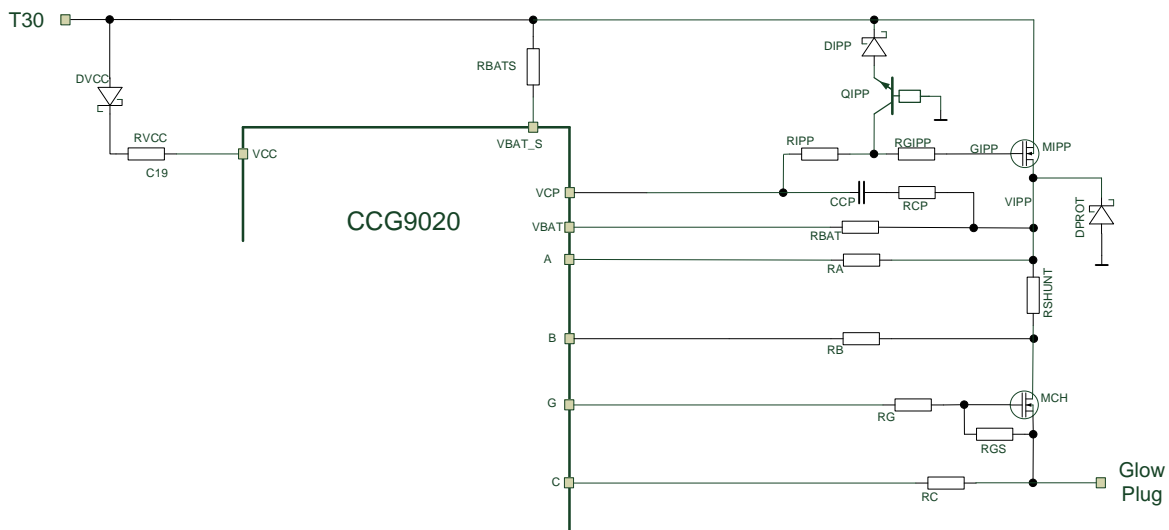 T30
DIPP
DVCC
RBATS
QIPP
RVCC
VCC
C19
VBAT_S
RIPP
RGIPP
GIPP
MIPP
VCP
CCP
RCP
VIPP
DPROT
CCG9020
VBAT
RBAT
A
RA
RSHUNT
B
RB
MCH
G
RG
RGS
C
RC
Glow
Plug